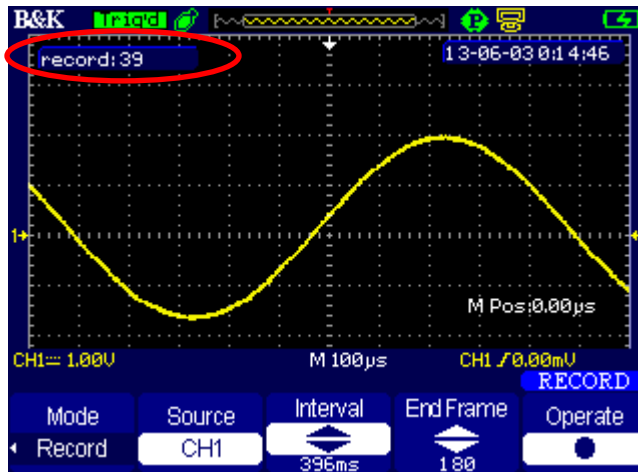 B&K Trig'd P
record:39 13-06-03 0:14:46
1
M Pos:0.00µs
CH1 1.00V M 100µs CH1 0.00mV
RECORD
Mode Source Interval End Frame Operate
Record CH1 396ms 180